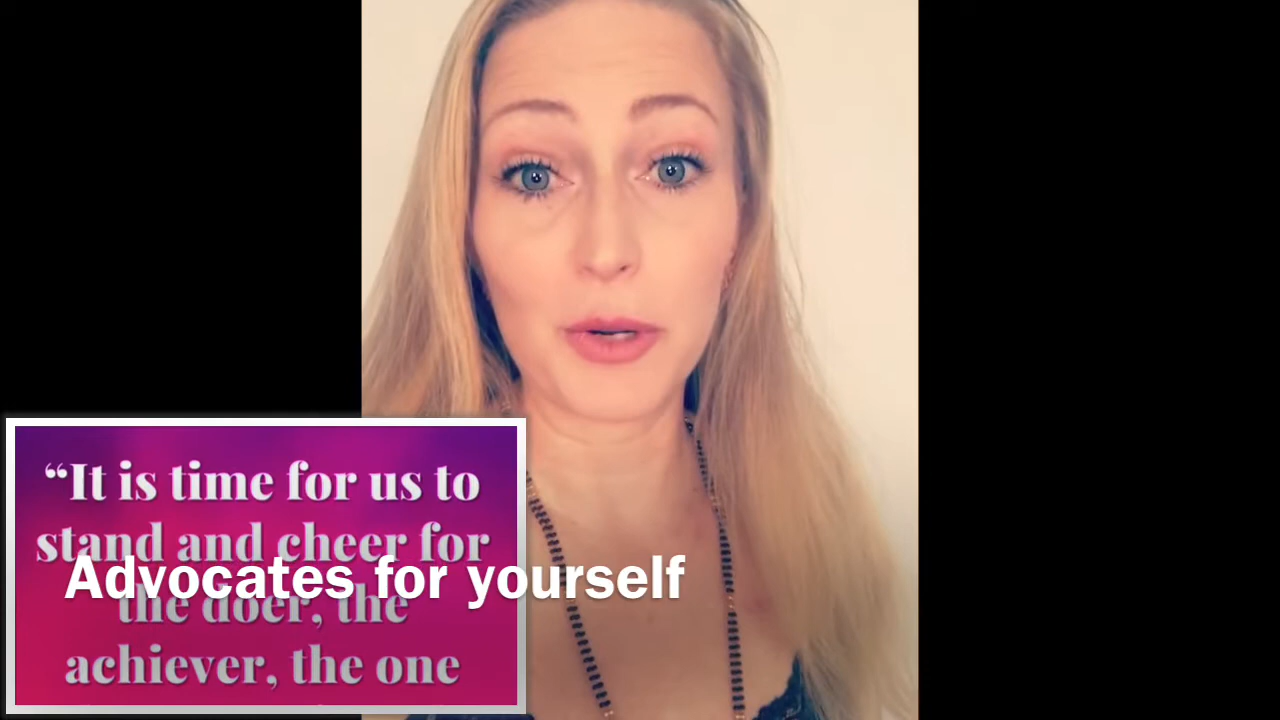 “It is time for us to
stand and cheer for
Advocates for yourself
the doer, the
achiever, the one